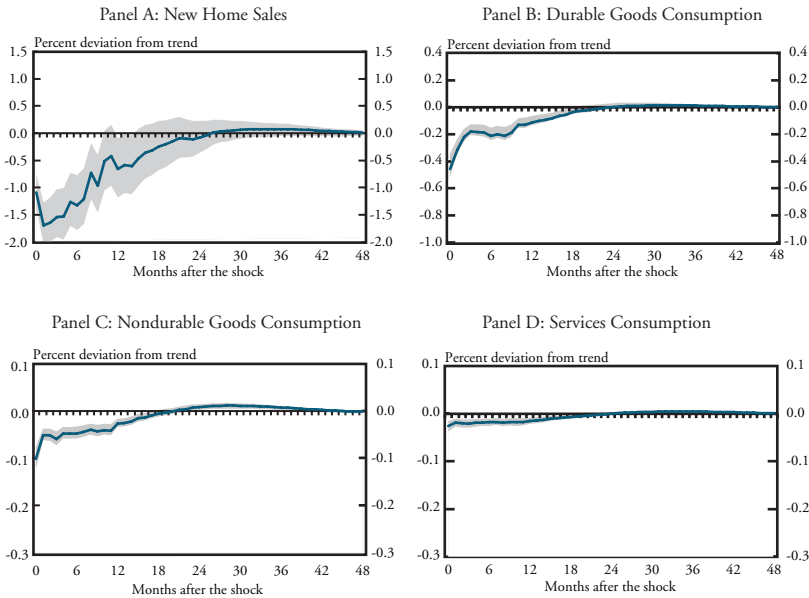 Panel A: New Home Sales
Percent deviation from trend
1.5 1.5
1.0 1.0
0.5 0.5
0.0 0.0
-0.5 -0.5
-1.0 -1.0
-1.5 -1.5
-2.0 -2.0
0 6 12 18 24 30 36 42 48
Months after the shock
Panel B: Durable Goods Consumption
Percent deviation from trend
0.4 0.4
0.2 0.2
0.0 0.0
-0.2 -0.2
-0.4 -0.4
-0.6 -0.6
-0.8 -0.8
-1.0 -1.0
0 6 12 18 24 30 36 42 48
Months after the shock
Panel C: Nondurable Goods Consumption
Percent deviation from trend
0.1 0.1
0.0 0.0
-0.1 -0.1
-0.2 -0.2
-0.3 -0.3
0 6 12 18 24 30 36 42 48
Months after the shock
Panel D: Services Consumption
Percent deviation from trend
0.1 0.1
0.0 0.0
-0.1 -0.1
-0.2 -0.2
-0.3 -0.3
0 6 12 18 24 30 36 42 48
Months after the shock